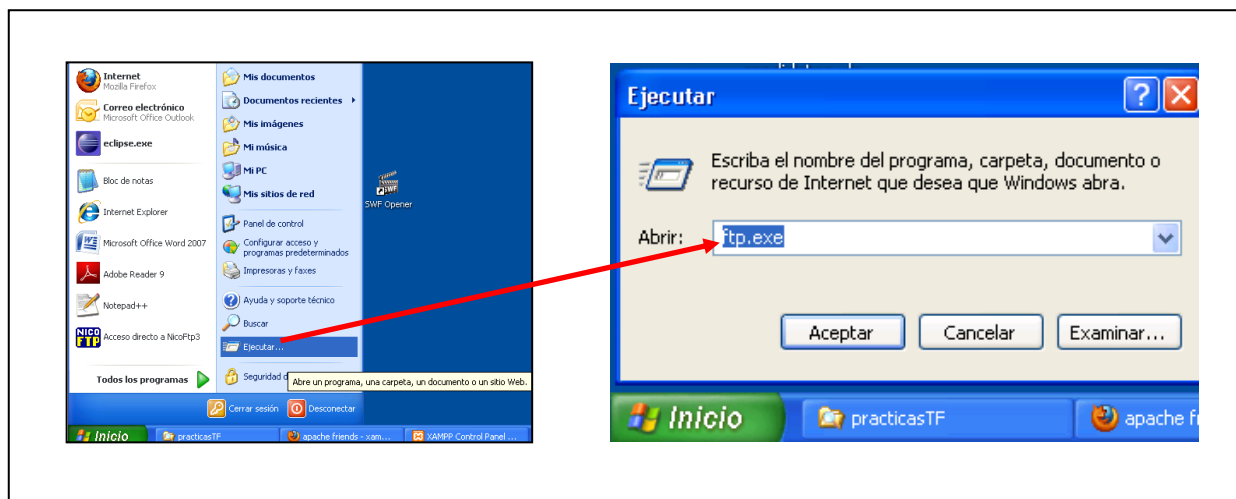 Internet
Mozilla Firefox
Correo electrónico
Microsoft Office Outlook
eclipse.exe
Bloc de notas
Internet Explorer
Microsoft Office Word 2007
Adobe Reader 9
Notepad++
NICO
FTP
Acceso directo a NicoFtp3
Todos los programas
Mis documentos
Documentos recientes
Mis imágenes
Mi música
Mi PC
Mis sitios de red
Panel de control
Configurar acceso y
programas predeterminados
Impresoras y faxes
Ayuda y soporte técnico
Buscar
Ejecutar...
Seguridad d
Abre un programa, una carpeta, un documento o un sitio Web.
Cerrar sesión
Desconectar
Inicio
practicasTF
apache friends - xam...
XAMPP Control Panel ...
SWF
SWF Opener
Ejecutar
Escriba el nombre del programa, carpeta, documento o
recurso de Internet que desea que Windows abra.
Abrir:
ftp.exe
Aceptar
Cancelar
Examinar...
Inicio
practicasTF
apache f